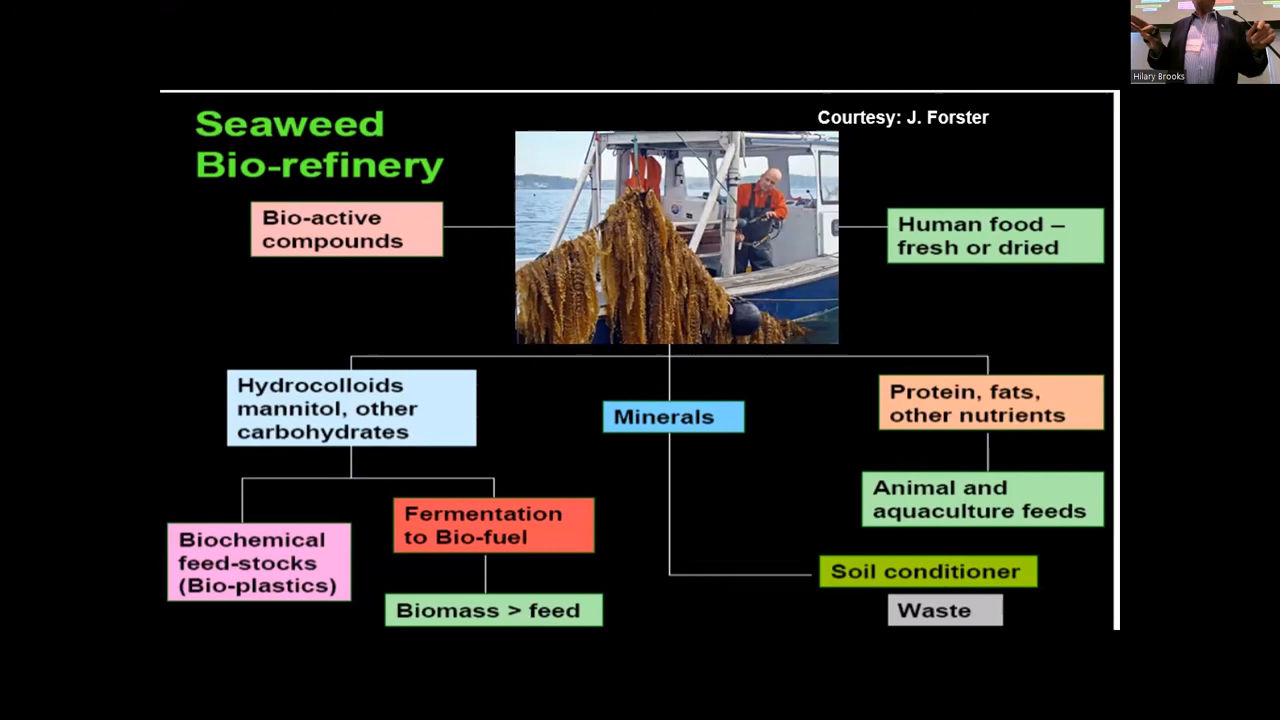 Hilary Brooks
Courtesy: J. Forster
Seaweed
Bio-refinery
Bio-active
compounds
Human food –
fresh or dried
Hydrocolloids
mannitol, other
carbohydrates
Minerals
Protein, fats,
other nutrients
Animal and
aquaculture feeds
Biochemical
feed-stocks
(Bio-plastics)
Fermentation
to Bio-fuel
Biomass > feed
Soil conditioner
Waste